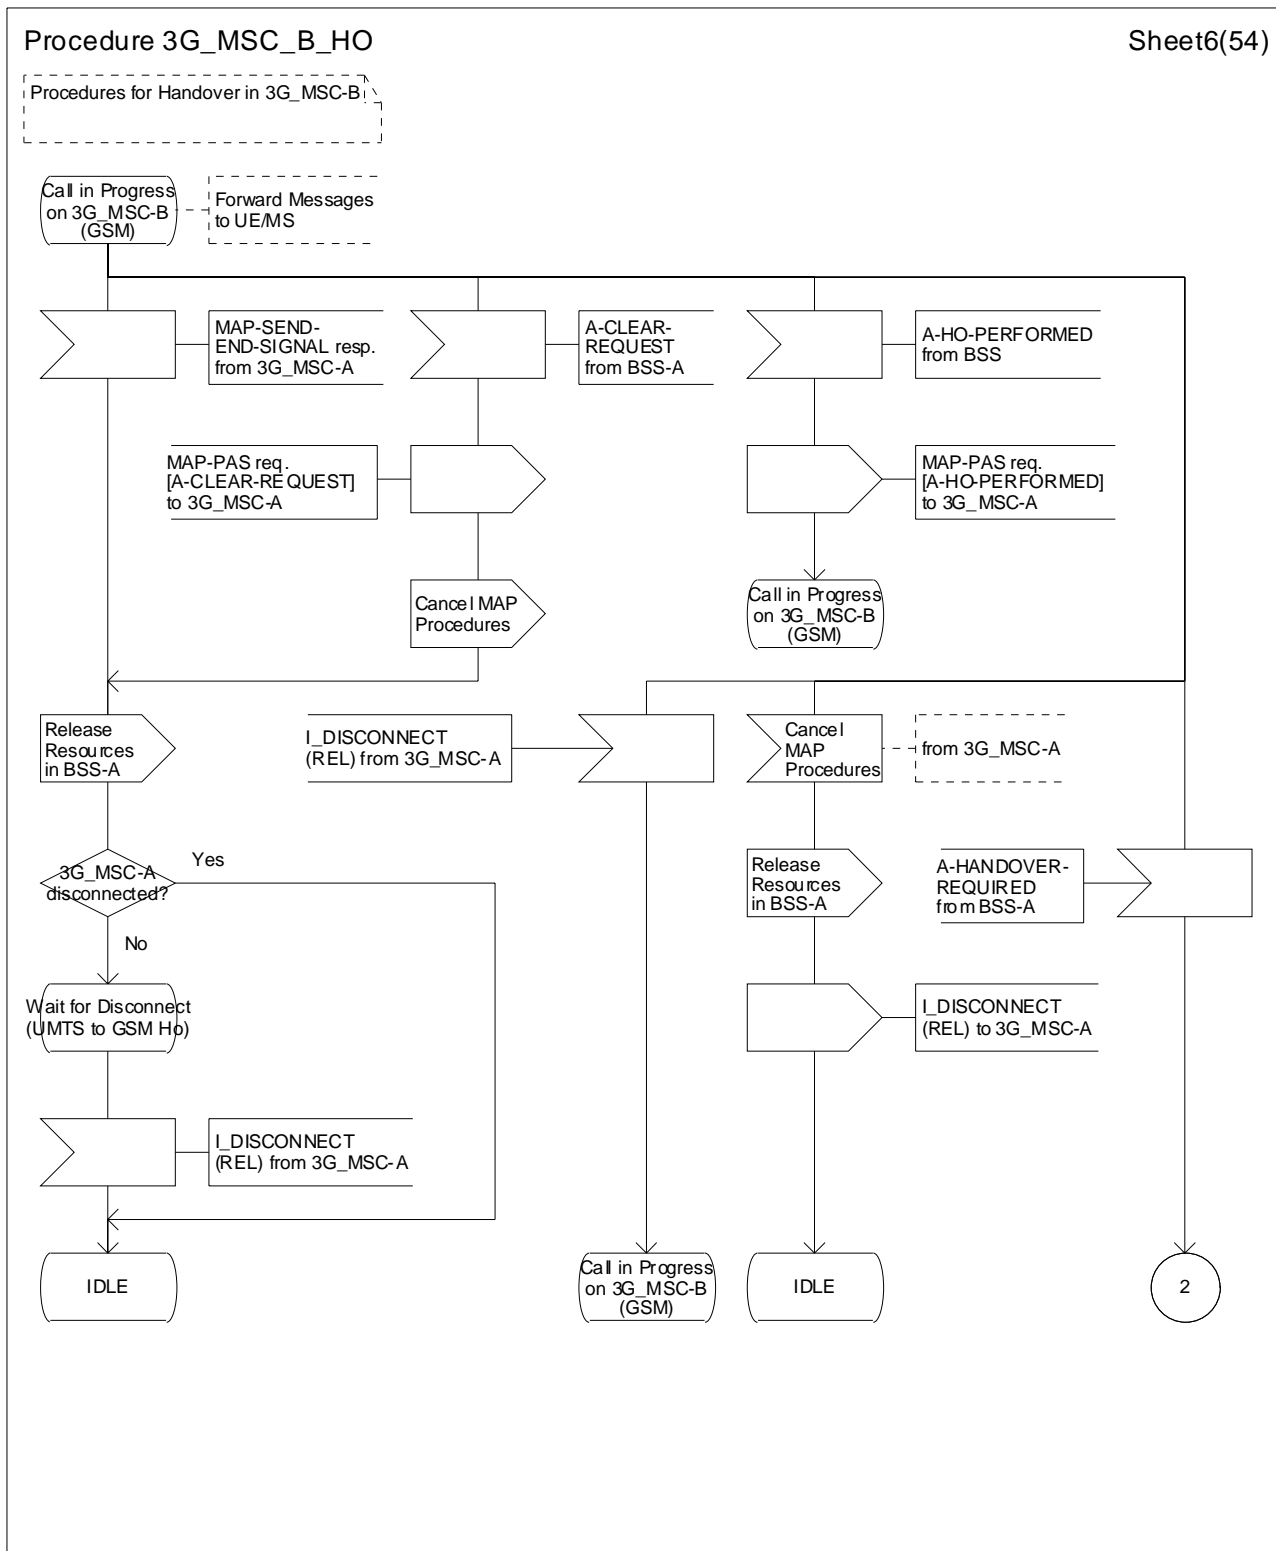 Procedure 3G_MSC_B_HO
Sheet6(54)
Procedures for Handover in 3G_MSC-B
Call in Progress
on 3G_MSC-B
(GSM)
Forward Messages
to UE/MS
MAP-SEND-
END-SIGNAL resp.
from 3G_MSC-A
A-CLEAR-
REQUEST
from BSS-A
A-HO-PERFORMED
from BSS
MAP-PAS req.
[A-CLEAR-REQUEST]
to 3G_MSC-A
MAP-PAS req.
[A-HO-PERFORMED]
to 3G_MSC-A
Cancel MAP
Procedures
Call in Progress
on 3G_MSC-B
(GSM)
Release
Resources
in BSS-A
I_DISCONNECT
(REL) from 3G_MSC-A
Cancel
MAP
Procedures
from 3G_MSC-A
3G_MSC-A
disconnected?
Yes
No
Release
Resources
in BSS-A
A-HANDOVER-
REQUIRED
from BSS-A
Wait for Disconnect
(UMTS to GSM Ho)
I_DISCONNECT
(REL) to 3G_MSC-A
I_DISCONNECT
(REL) from 3G_MSC-A
IDLE
Call in Progress
on 3G_MSC-B
(GSM)
IDLE
2